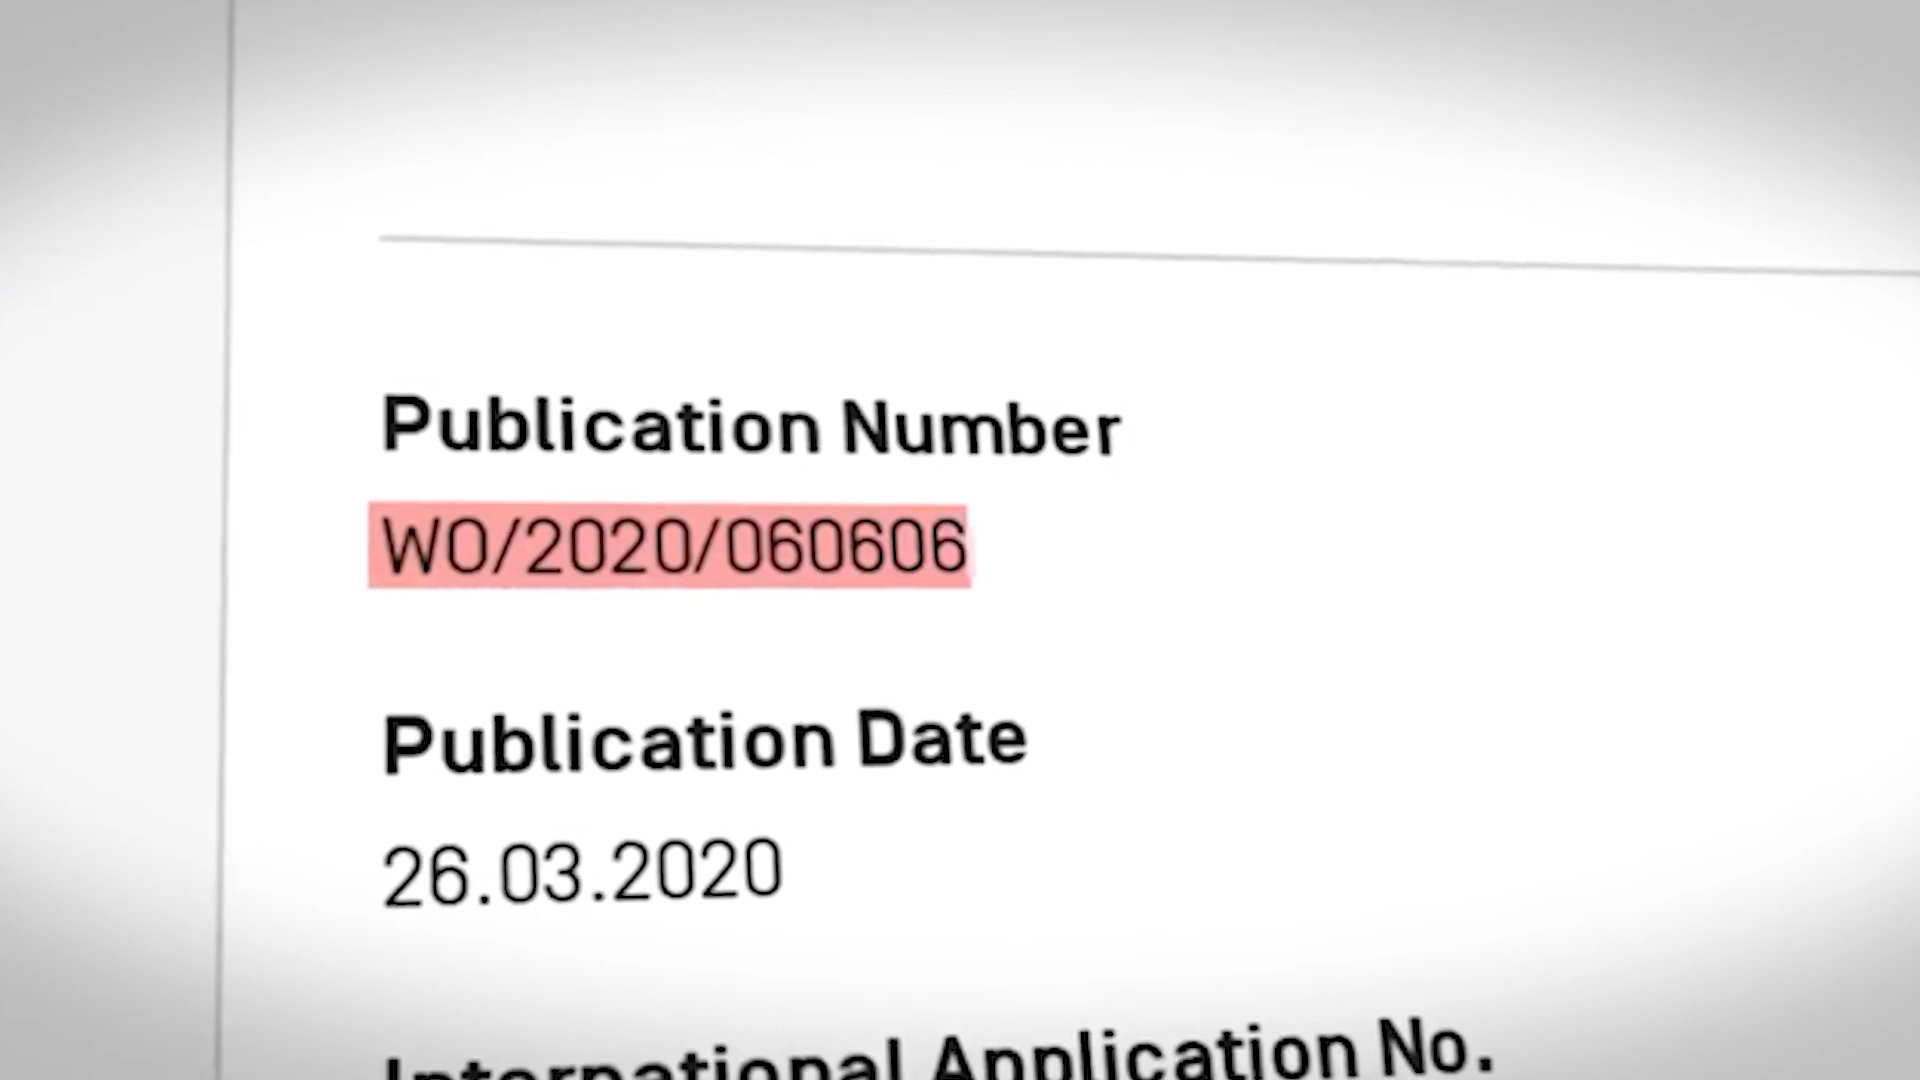 Publication Number
WO/2020/060606
Publication Date
26.03.2020
International Application No.